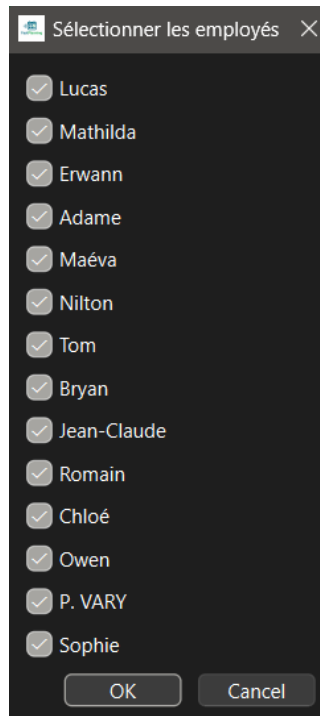 Sélectionner les employés
Lucas
Mathilda
Erwann
Adame
Maéva
Nilton
Tom
Bryan
Jean-Claude
Romain
Chloé
Owen
P. VARY
Sophie
OK Cancel